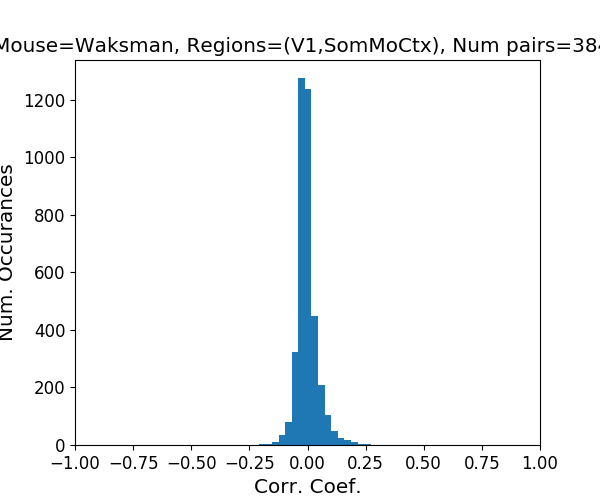 Mouse=Waksman, Regions=(V1,SomMoCtx), Num pairs=384
1200
1000
800
600
400
200
0
Num. Occurances
−1.00 −0.75 −0.50 −0.25 0.00 0.25 0.50 0.75 1.00
Corr. Coef.